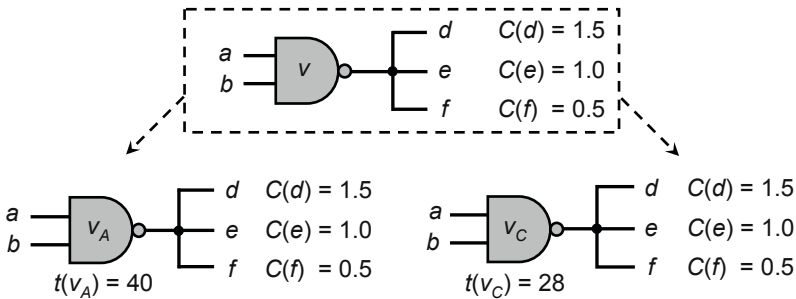 d C(d) = 1.5
a
v e C(e) = 1.0
b
f C(f) = 0.5
d C(d) = 1.5
a
v_A e C(e) = 1.0
b
f C(f) = 0.5
t(v_A) = 40
d C(d) = 1.5
a
v_C e C(e) = 1.0
b
f C(f) = 0.5
t(v_C) = 28